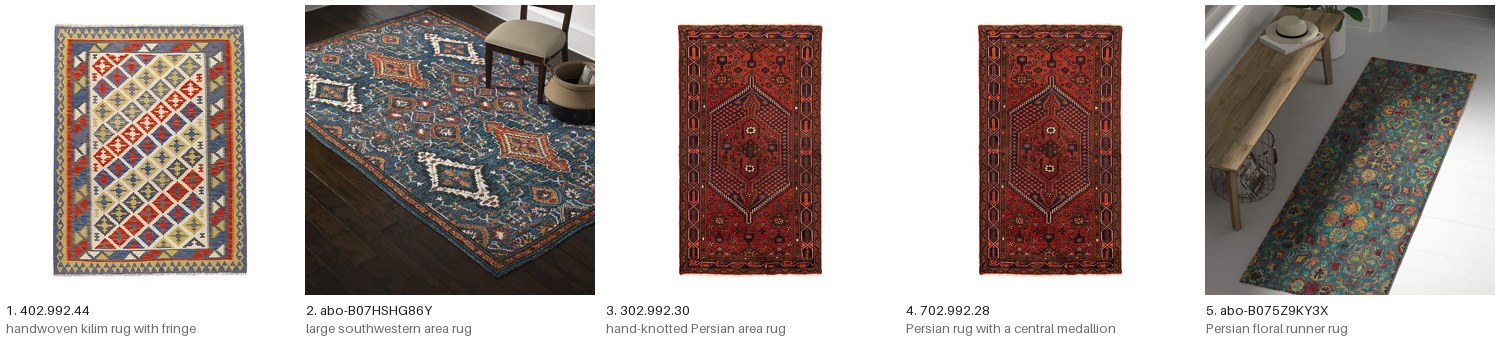 1. 402.992.44
handwoven kilim rug with fringe
2. abo-B07HSHG86Y
large southwestern area rug
3. 302.992.30
hand-knotted Persian area rug
4. 702.992.28
Persian rug with a central medallion
5. abo-B075Z9KY3X
Persian floral runner rug